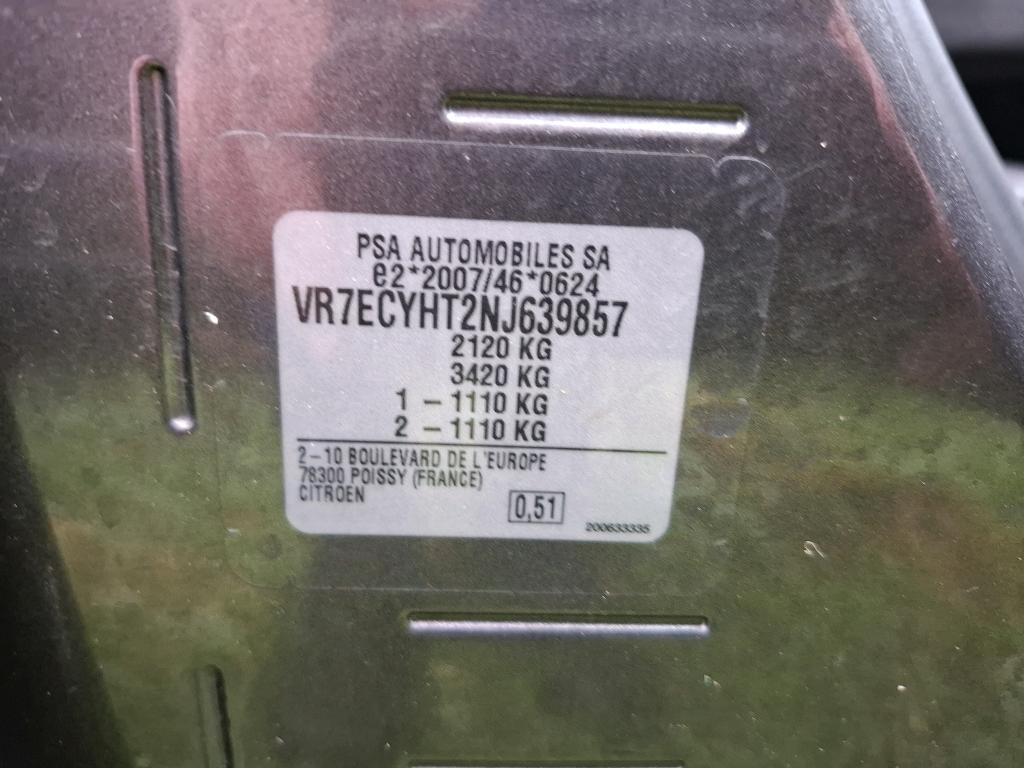 PSA AUTOMOBILES SA
e2*2007/46*0624
VR7ECYHT2NJ639857
2120 KG
3420 KG
1 – 1110 KG
2 – 1110 KG
2–10 BOULEVARD DE L'EUROPE
78300 POISSY (FRANCE)
CITROEN
0,51
200633335